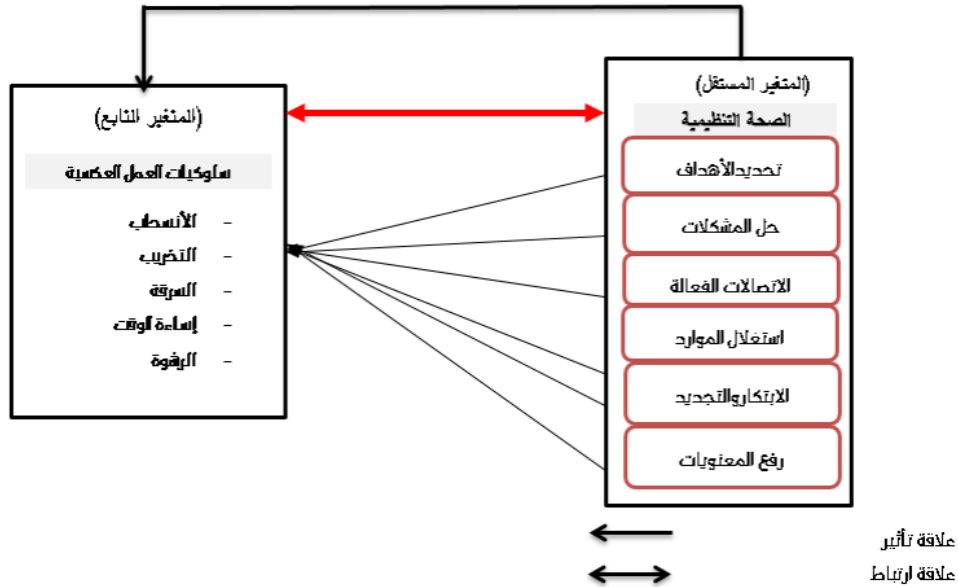 (المتغير المستقل)
الصحة التنظيمية
تحديدالأهداف
حل المشكلات
الاتصالات الفعالة
استغلال الموارد
الابتكاروالتجديد
رفع المعنويات
(المتغير التابع)
سلوكيات العمل العكسية
- الأنسحاب
- التخريب
- السرقة
- إساءة الوقت
- الرشوة
علاقة تأثير
علاقة ارتباط